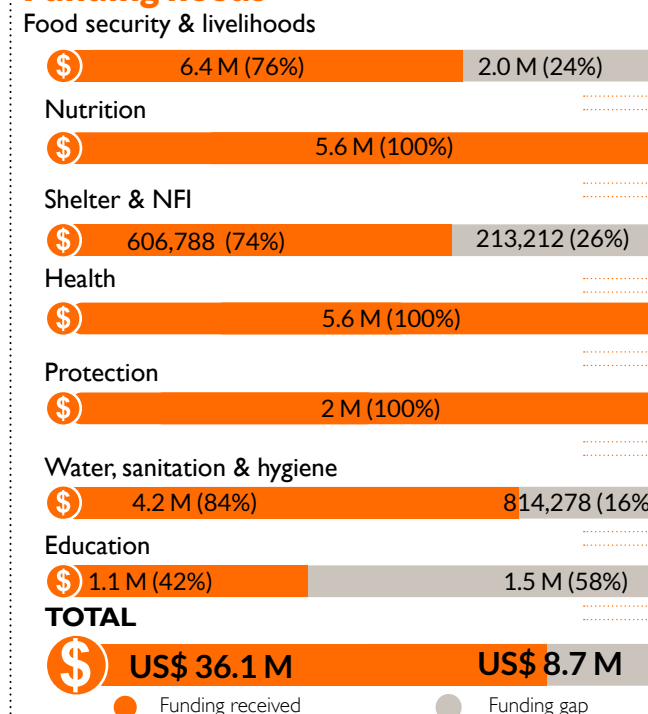 Funding needs
Food security & livelihoods
$ 6.4 M (76%) 2.0 M (24%)
Nutrition
$ 5.6 M (100%)
Shelter & NFI
$ 606,788 (74%) 213,212 (26%)
Health
$ 5.6 M (100%)
Protection
$ 2 M (100%)
Water, sanitation & hygiene
$ 4.2 M (84%) 814,278 (16%
Education
$ 1.1 M (42%) 1.5 M (58%)
TOTAL
$ US$ 36.1 M US$ 8.7 M
Funding received Funding gap